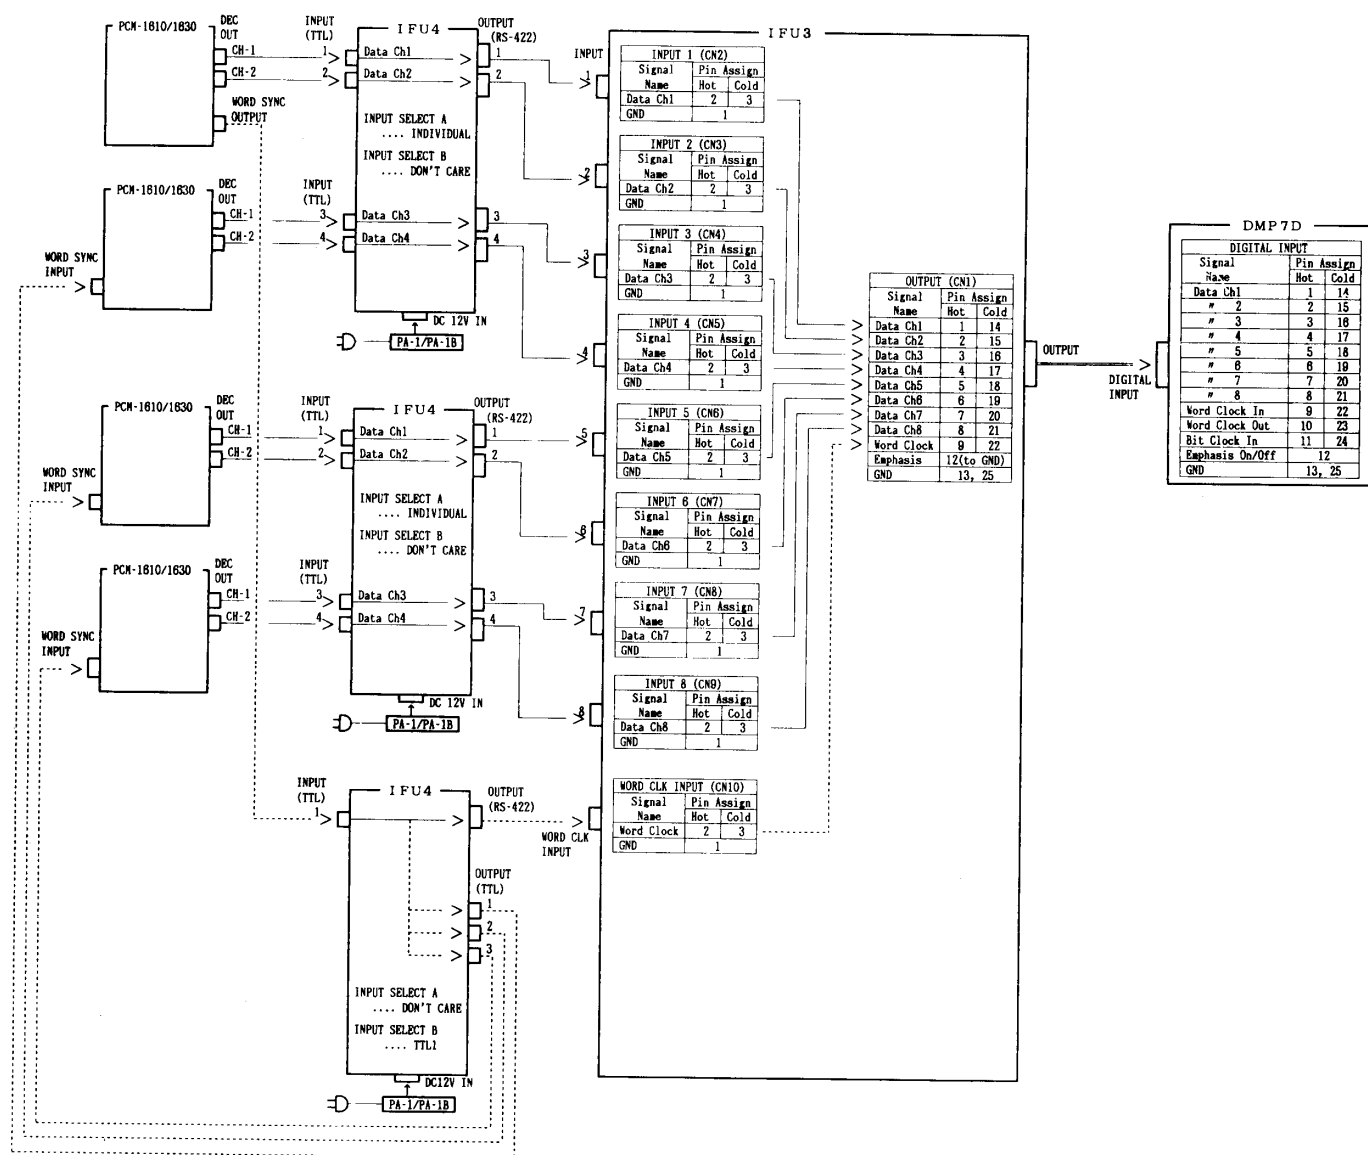 PCM-1610/1630
DEC
OUT
CH-1
CH-2
WORD SYNC
OUTPUT
INPUT
(TTL)
1
2
IFU4
Data Ch1
Data Ch2
INPUT SELECT A
.... INDIVIDUAL
INPUT SELECT B
.... DON'T CARE
OUTPUT
(RS-422)
1
2
PCM-1610/1630
DEC
OUT
CH-1
CH-2
WORD SYNC
INPUT
INPUT
(TTL)
3
4
Data Ch3
Data Ch4
3
4
DC 12V IN
PA-1/PA-1B
PCM-1610/1630
DEC
OUT
CH-1
CH-2
WORD SYNC
INPUT
INPUT
(TTL)
1
2
IFU4
Data Ch1
Data Ch2
INPUT SELECT A
.... INDIVIDUAL
INPUT SELECT B
.... DON'T CARE
OUTPUT
(RS-422)
1
2
PCM-1610/1630
DEC
OUT
CH-1
CH-2
WORD SYNC
INPUT
INPUT
(TTL)
3
4
Data Ch3
Data Ch4
3
4
DC 12V IN
PA-1/PA-1B
INPUT
(TTL)
1
IFU4
OUTPUT
(RS-422)
WORD CLK
INPUT
OUTPUT
(TTL)
1
2
3
INPUT SELECT A
.... DON'T CARE
INPUT SELECT B
.... TTL1
DC12V IN
PA-1/PA-1B
IFU3
INPUT
1
2
3
4
5
6
7
8
INPUT 1 (CN2)
Signal Pin Assign
Name Hot Cold
Data Ch1 2 3
GND 1
INPUT 2 (CN3)
Signal Pin Assign
Name Hot Cold
Data Ch2 2 3
GND 1
INPUT 3 (CN4)
Signal Pin Assign
Name Hot Cold
Data Ch3 2 3
GND 1
INPUT 4 (CN5)
Signal Pin Assign
Name Hot Cold
Data Ch4 2 3
GND 1
INPUT 5 (CN6)
Signal Pin Assign
Name Hot Cold
Data Ch5 2 3
GND 1
INPUT 6 (CN7)
Signal Pin Assign
Name Hot Cold
Data Ch6 2 3
GND 1
INPUT 7 (CN8)
Signal Pin Assign
Name Hot Cold
Data Ch7 2 3
GND 1
INPUT 8 (CN9)
Signal Pin Assign
Name Hot Cold
Data Ch8 2 3
GND 1
WORD CLK INPUT (CN10)
Signal Pin Assign
Name Hot Cold
Word Clock 2 3
GND 1
OUTPUT (CN1)
Signal Pin Assign
Name Hot Cold
Data Ch1 1 14
Data Ch2 2 15
Data Ch3 3 16
Data Ch4 4 17
Data Ch5 5 18
Data Ch6 6 19
Data Ch7 7 20
Data Ch8 8 21
Word Clock 9 22
Emphasis 12(to GND)
GND 13, 25
OUTPUT
DIGITAL
INPUT
DMP7D
DIGITAL INPUT
Signal Pin Assign
Name Hot Cold
Data Ch1 1 14
" 2 2 15
" 3 3 16
" 4 4 17
" 5 5 18
" 6 6 19
" 7 7 20
" 8 8 21
Word Clock In 9 22
Word Clock Out 10 23
Bit Clock In 11 24
Emphasis On/Off 12
GND 13, 25